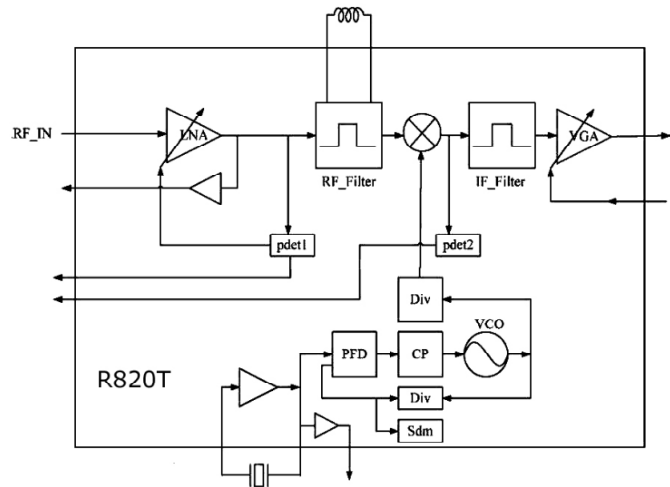 RF_IN
LNA
RF_Filter
IF_Filter
VGA
pdet1
pdet2
Div
VCO
PFD
CP
Div
Sdm
R820T